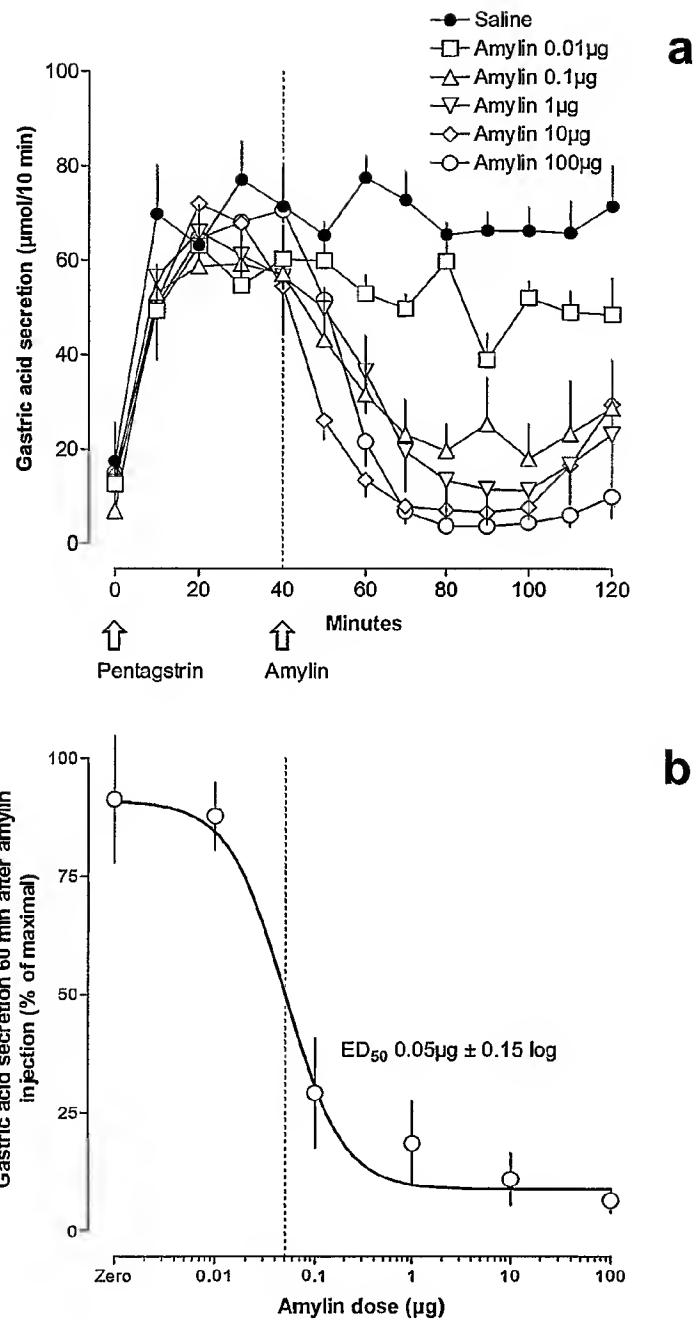 Saline
Amylin 0.01µg
Amylin 0.1µg
Amylin 1µg
Amylin 10µg
Amylin 100µg
a
100
80
60
40
20
0
Gastric acid secretion (µmol/10 min)
0 20 40 60 80 100 120
Minutes
Pentagstrin
Amylin
b
100
75
50
25
0
Gastric acid secretion 60 min after amylin
injection (% of maximal)
ED50 0.05µg ± 0.15 log
Zero 0.01 0.1 1 10 100
Amylin dose (µg)